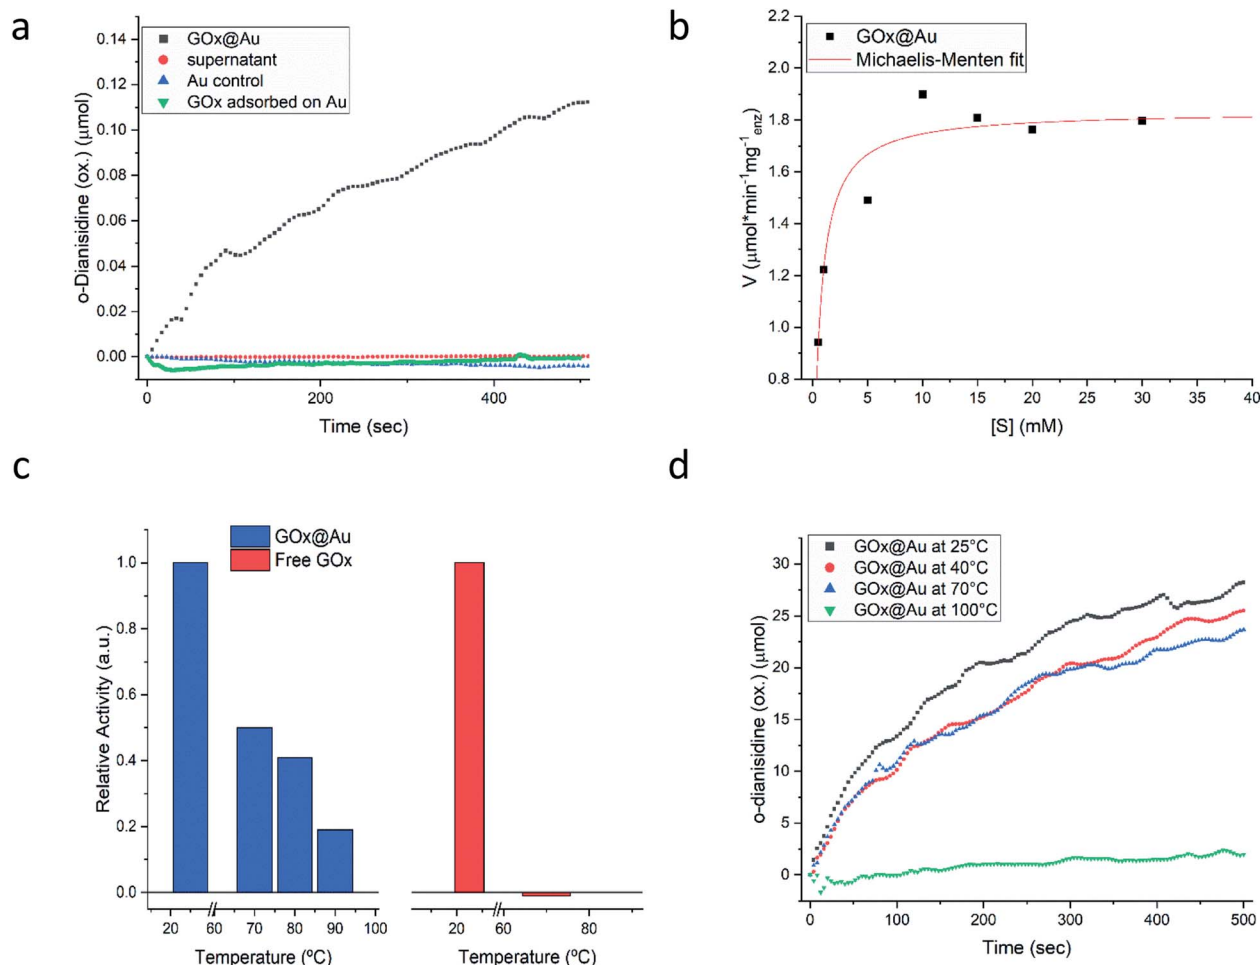 a
GOx@Au
supernatant
Au control
GOx adsorbed on Au
0.14
0.12
0.10
0.08
0.06
0.04
0.02
0.00
o-Dianisidine (ox.) (μmol)
0 200 400
Time (sec)
b
GOx@Au
Michaelis-Menten fit
2.2
2.0
1.8
1.6
1.4
1.2
1.0
0.8
V (μmol*min-1mg-1enz)
0 5 10 15 20 25 30 35 40
[S] (mM)
c
GOx@Au
Free GOx
1.0
0.8
0.6
0.4
0.2
0.0
Relative Activity (a.u.)
20 60 70 80 90 100
Temperature (ºC)
20 60 80
Temperature (ºC)
d
GOx@Au at 25°C
GOx@Au at 40°C
GOx@Au at 70°C
GOx@Au at 100°C
30
25
20
15
10
5
0
o-dianisidine (ox.) (μmol)
0 100 200 300 400 500
Time (sec)